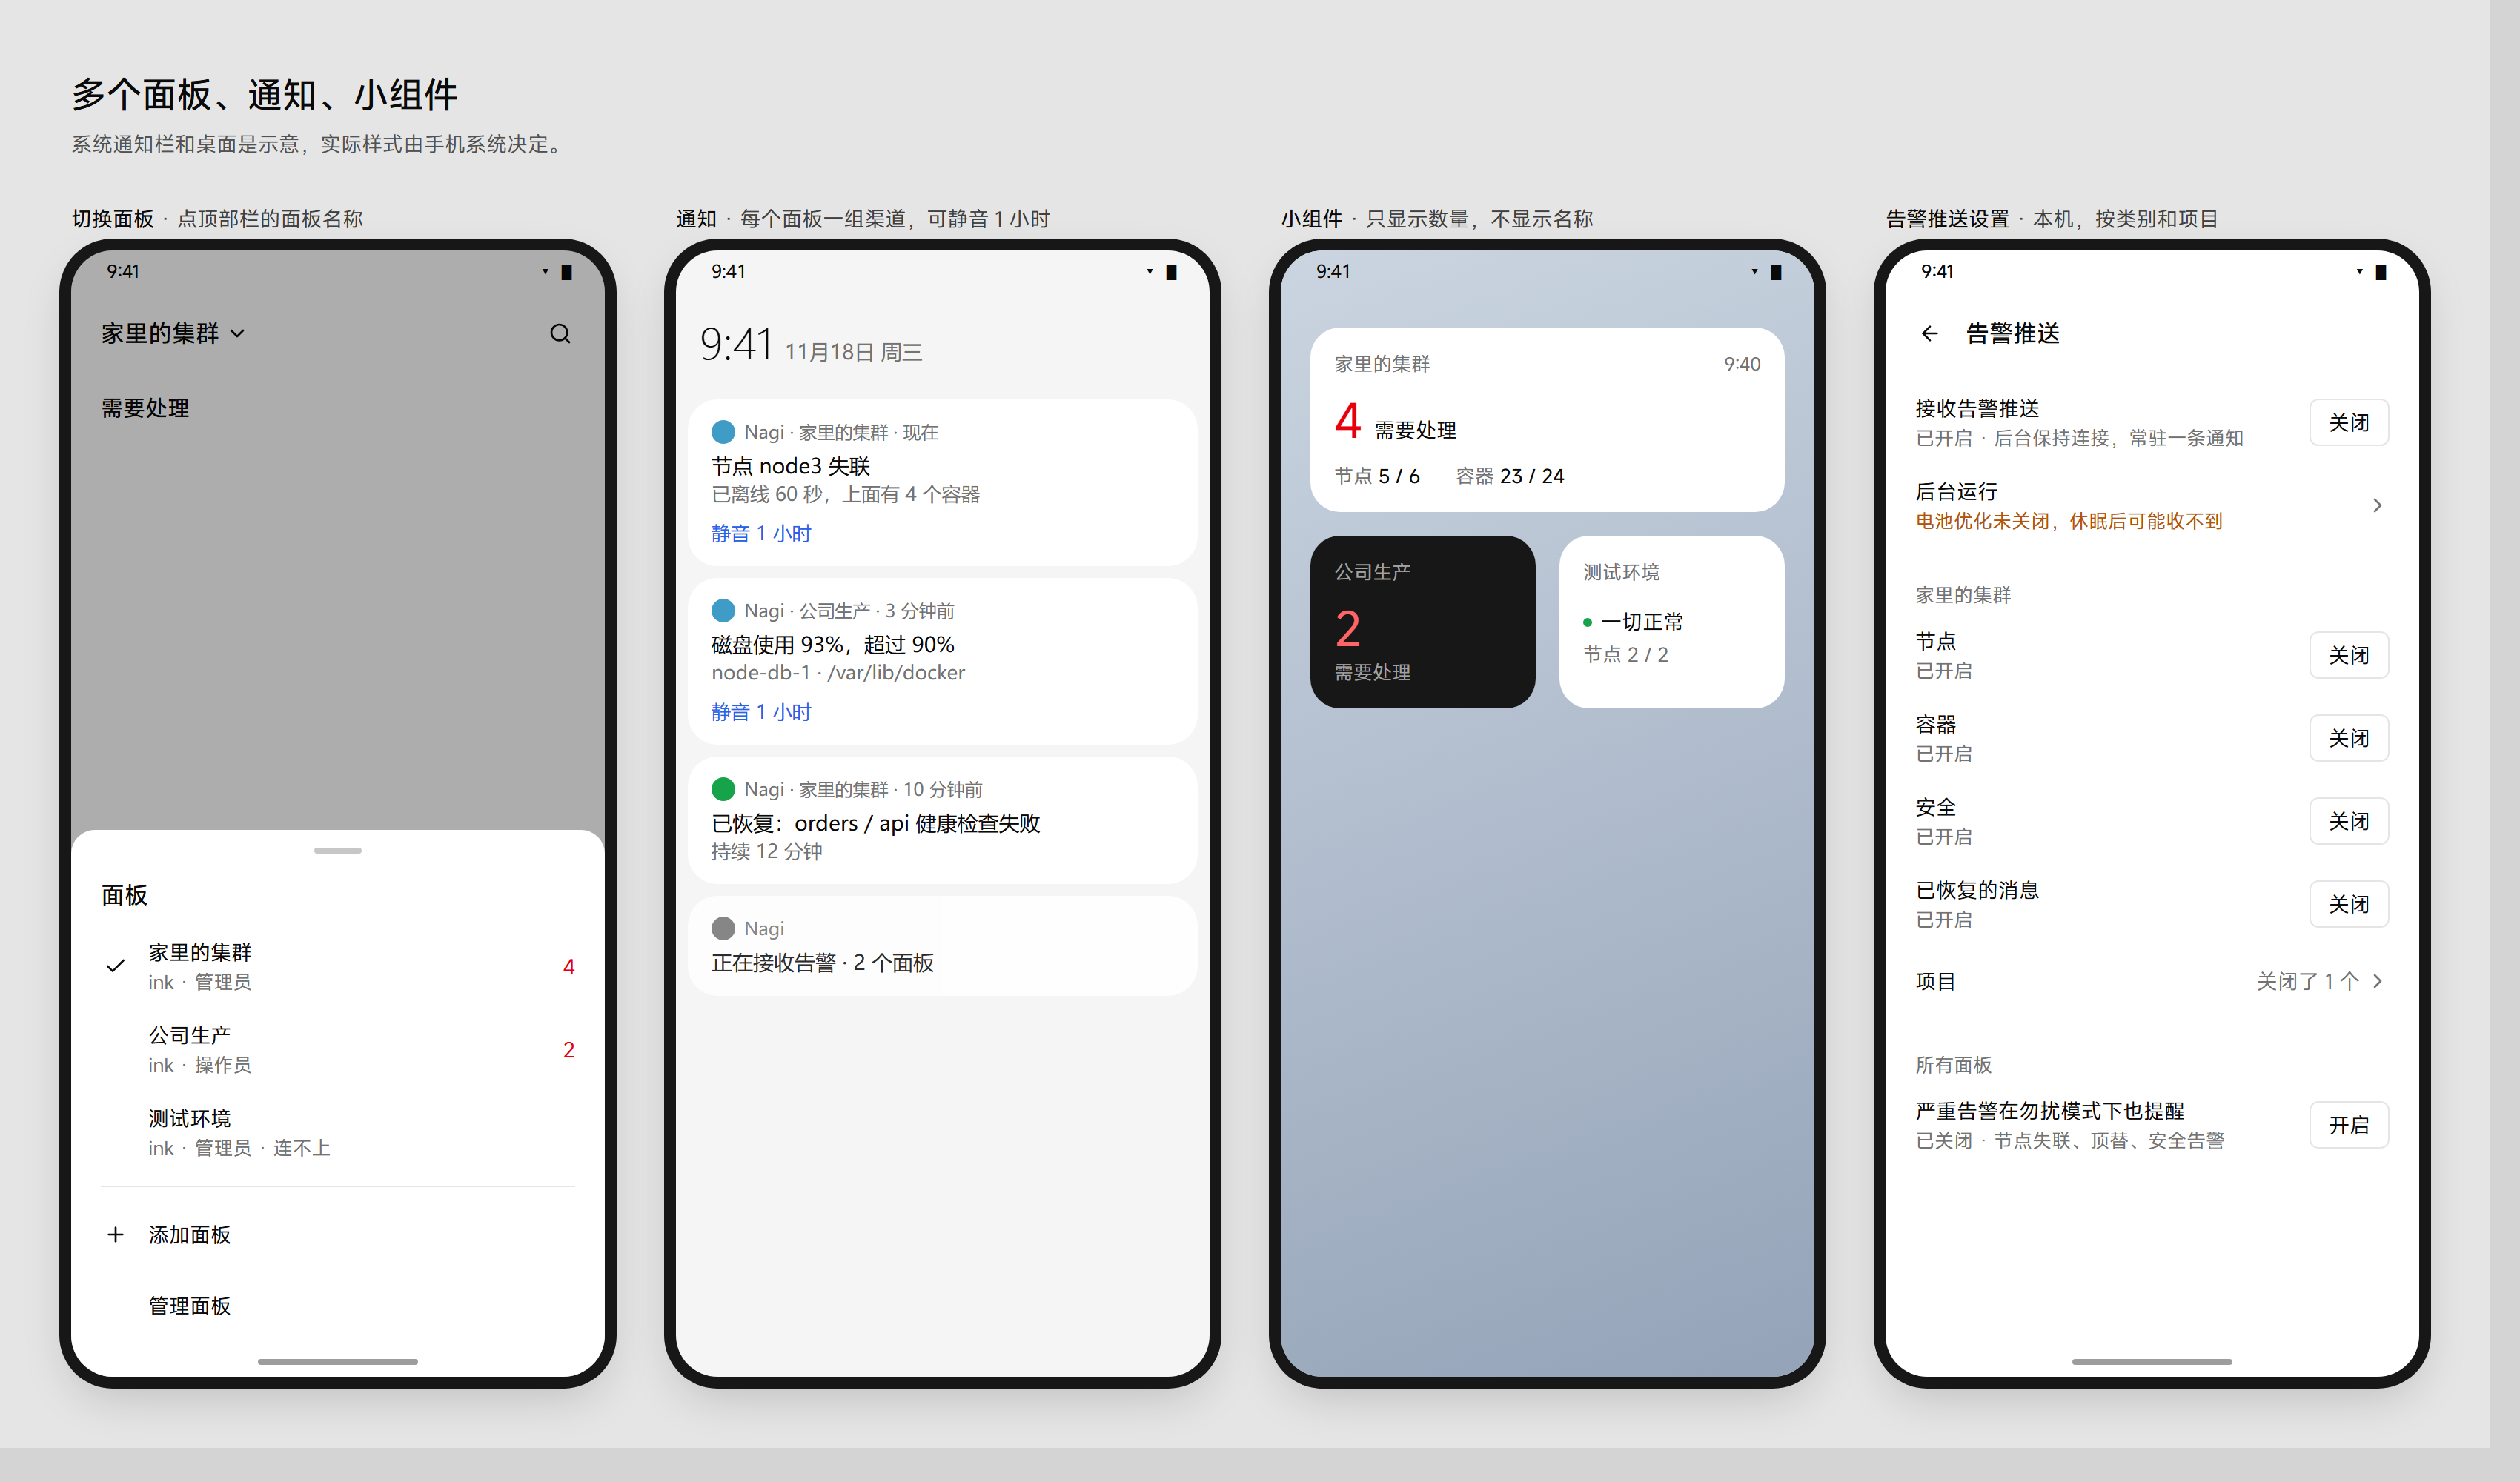 多个面板、通知、小组件
系统通知栏和桌面是示意，实际样式由手机系统决定。
切换面板 · 点顶部栏的面板名称
9:41
家里的集群
需要处理
面板
家里的集群
ink · 管理员
4
公司生产
ink · 操作员
2
测试环境
ink · 管理员 · 连不上
添加面板
管理面板
通知 · 每个面板一组渠道，可静音 1 小时
9:41
9:41 11月18日 周三
Nagi · 家里的集群 · 现在
节点 node3 失联
已离线 60 秒，上面有 4 个容器
静音 1 小时
Nagi · 公司生产 · 3 分钟前
磁盘使用 93%，超过 90%
node-db-1 · /var/lib/docker
静音 1 小时
Nagi · 家里的集群 · 10 分钟前
已恢复：orders / api 健康检查失败
持续 12 分钟
Nagi
正在接收告警 · 2 个面板
小组件 · 只显示数量，不显示名称
9:41
家里的集群 9:40
4 需要处理
节点 5 / 6 容器 23 / 24
公司生产
2
需要处理
测试环境
一切正常
节点 2 / 2
告警推送设置 · 本机，按类别和项目
9:41
告警推送
接收告警推送
已开启 · 后台保持连接，常驻一条通知
关闭
后台运行
电池优化未关闭，休眠后可能收不到
家里的集群
节点
已开启
关闭
容器
已开启
关闭
安全
已开启
关闭
已恢复的消息
已开启
关闭
项目 关闭了 1 个
所有面板
严重告警在勿扰模式下也提醒
已关闭 · 节点失联、顶替、安全告警
开启